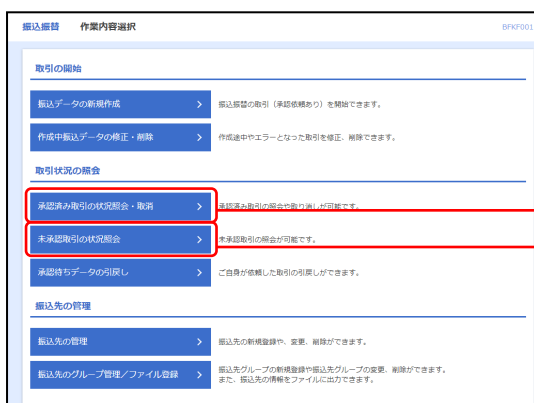 振込振替 作業内容選択 BFKF001
取引の開始
振込データの新規作成 振込振替の取引（承認依頼あり）を開始できます。
作成中振込データの修正・削除 作成途中やエラーとなった取引を修正、削除できます。
取引状況の照会
承認済み取引の状況照会・取消 承認済み取引の照会や取り消しが可能です。
未承認取引の状況照会 未承認取引の照会が可能です。
承認待ちデータの引戻し ご自身が依頼した取引の引戻しができます。
振込先の管理
振込先の管理 振込先の新規登録や、変更、削除ができます。
振込先のグループ管理／ファイル登録 振込先グループの新規登録や振込先グループの変更、削除ができます。
また、振込先の情報をファイルに出力できます。